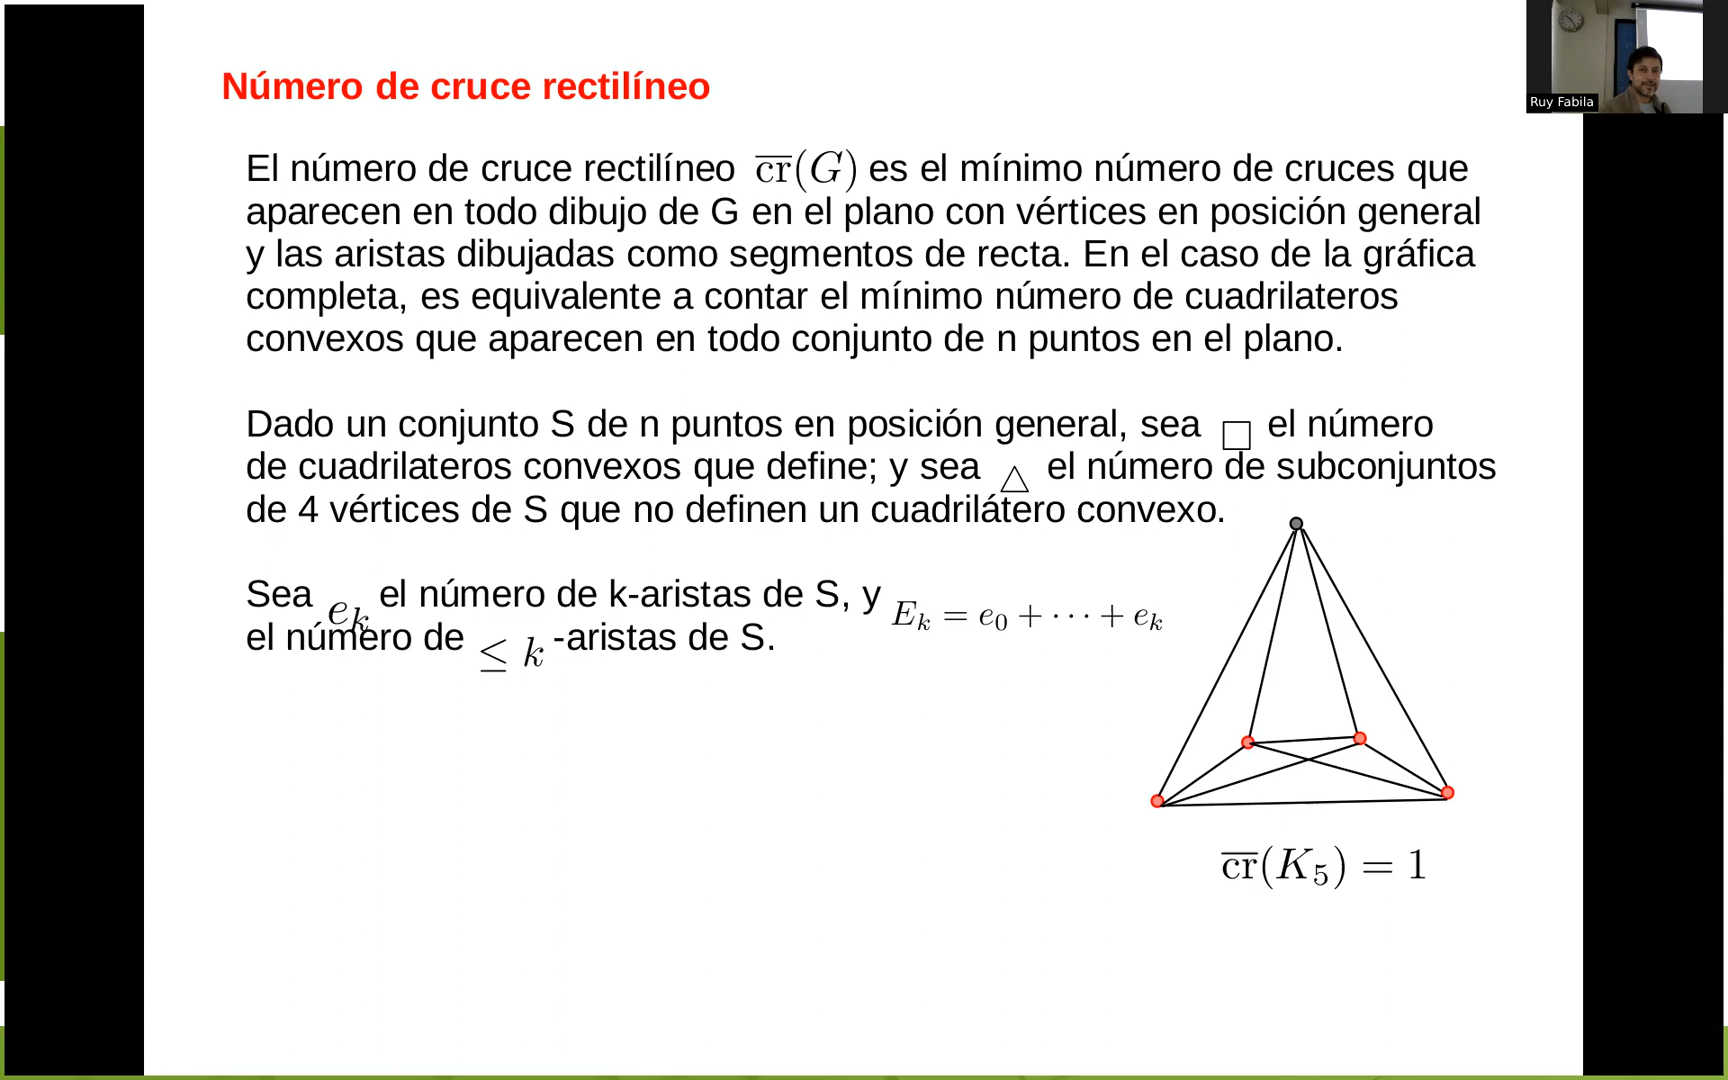 Número de cruce rectilíneo
Ruy Fabila
El número de cruce rectilíneo c̅r̅(G) es el mínimo número de cruces que
aparecen en todo dibujo de G en el plano con vértices en posición general
y las aristas dibujadas como segmentos de recta. En el caso de la gráfica
completa, es equivalente a contar el mínimo número de cuadrilateros
convexos que aparecen en todo conjunto de n puntos en el plano.
Dado un conjunto S de n puntos en posición general, sea □ el número
de cuadrilateros convexos que define; y sea △ el número de subconjuntos
de 4 vértices de S que no definen un cuadrilátero convexo.
Sea e_k el número de k-aristas de S, y E_k = e_0 + ⋯ + e_k
el número de ≤ k -aristas de S.
c̅r̅(K_5) = 1